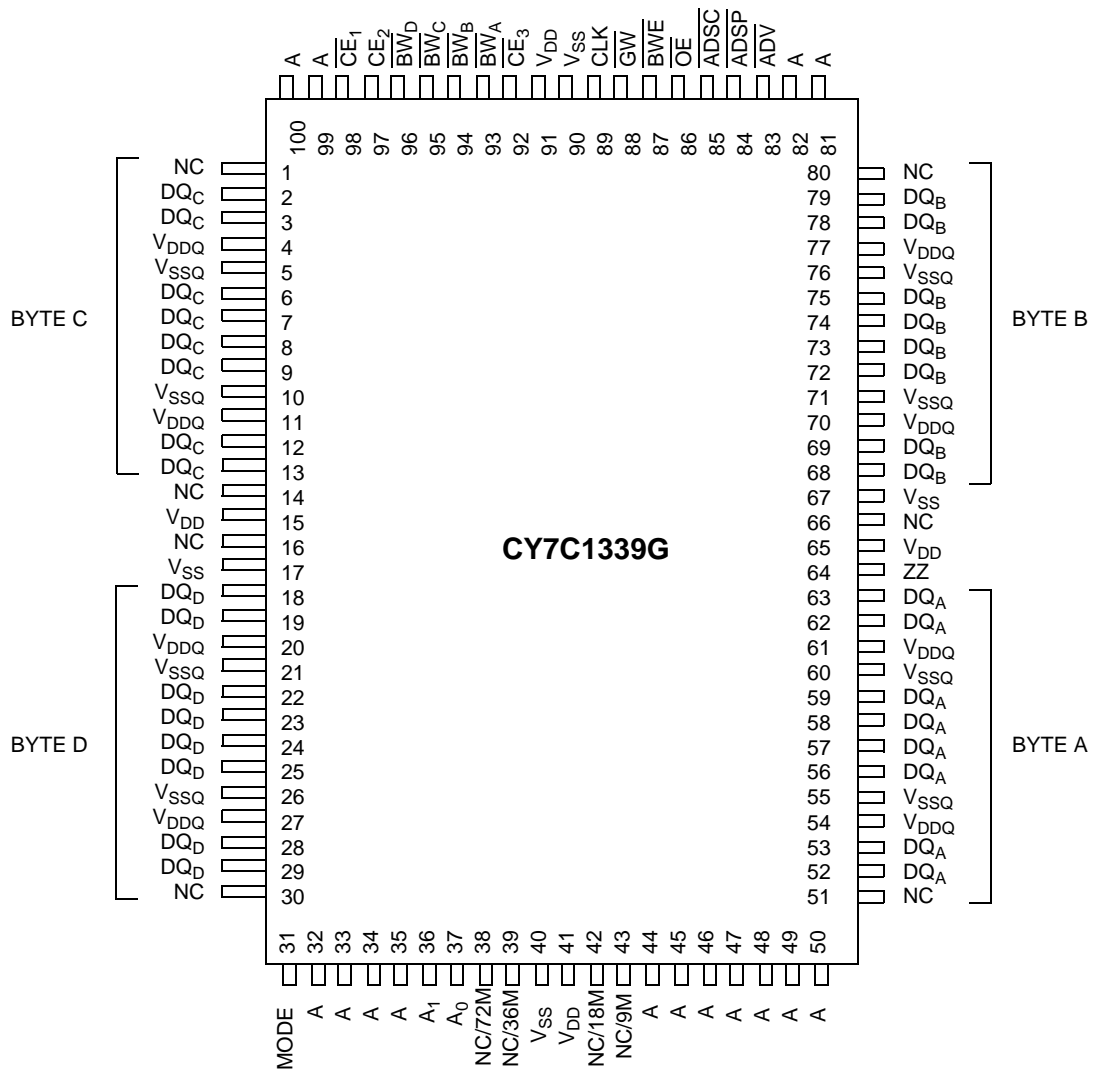 A
A
CE1
CE2
BWD
BWC
BWB
BWA
CE3
VDD
VSS
CLK
GW
BWE
OE
ADSC
ADSP
ADV
A
A
100
99
98
97
96
95
94
93
92
91
90
89
88
87
86
85
84
83
82
81
BYTE C
BYTE D
NC 1
DQC 2
DQC 3
VDDQ 4
VSSQ 5
DQC 6
DQC 7
DQC 8
DQC 9
VSSQ 10
VDDQ 11
DQC 12
DQC 13
NC 14
VDD 15
NC 16
VSS 17
DQD 18
DQD 19
VDDQ 20
VSSQ 21
DQD 22
DQD 23
DQD 24
DQD 25
VSSQ 26
VDDQ 27
DQD 28
DQD 29
NC 30
CY7C1339G
80 NC
79 DQB
78 DQB
77 VDDQ
76 VSSQ
75 DQB
74 DQB
73 DQB
72 DQB
71 VSSQ
70 VDDQ
69 DQB
68 DQB
67 VSS
66 NC
65 VDD
64 ZZ
63 DQA
62 DQA
61 VDDQ
60 VSSQ
59 DQA
58 DQA
57 DQA
56 DQA
55 VSSQ
54 VDDQ
53 DQA
52 DQA
51 NC
BYTE B
BYTE A
31
32
33
34
35
36
37
38
39
40
41
42
43
44
45
46
47
48
49
50
MODE
A
A
A
A
A1
A0
NC/72M
NC/36M
VSS
VDD
NC/18M
NC/9M
A
A
A
A
A
A
A